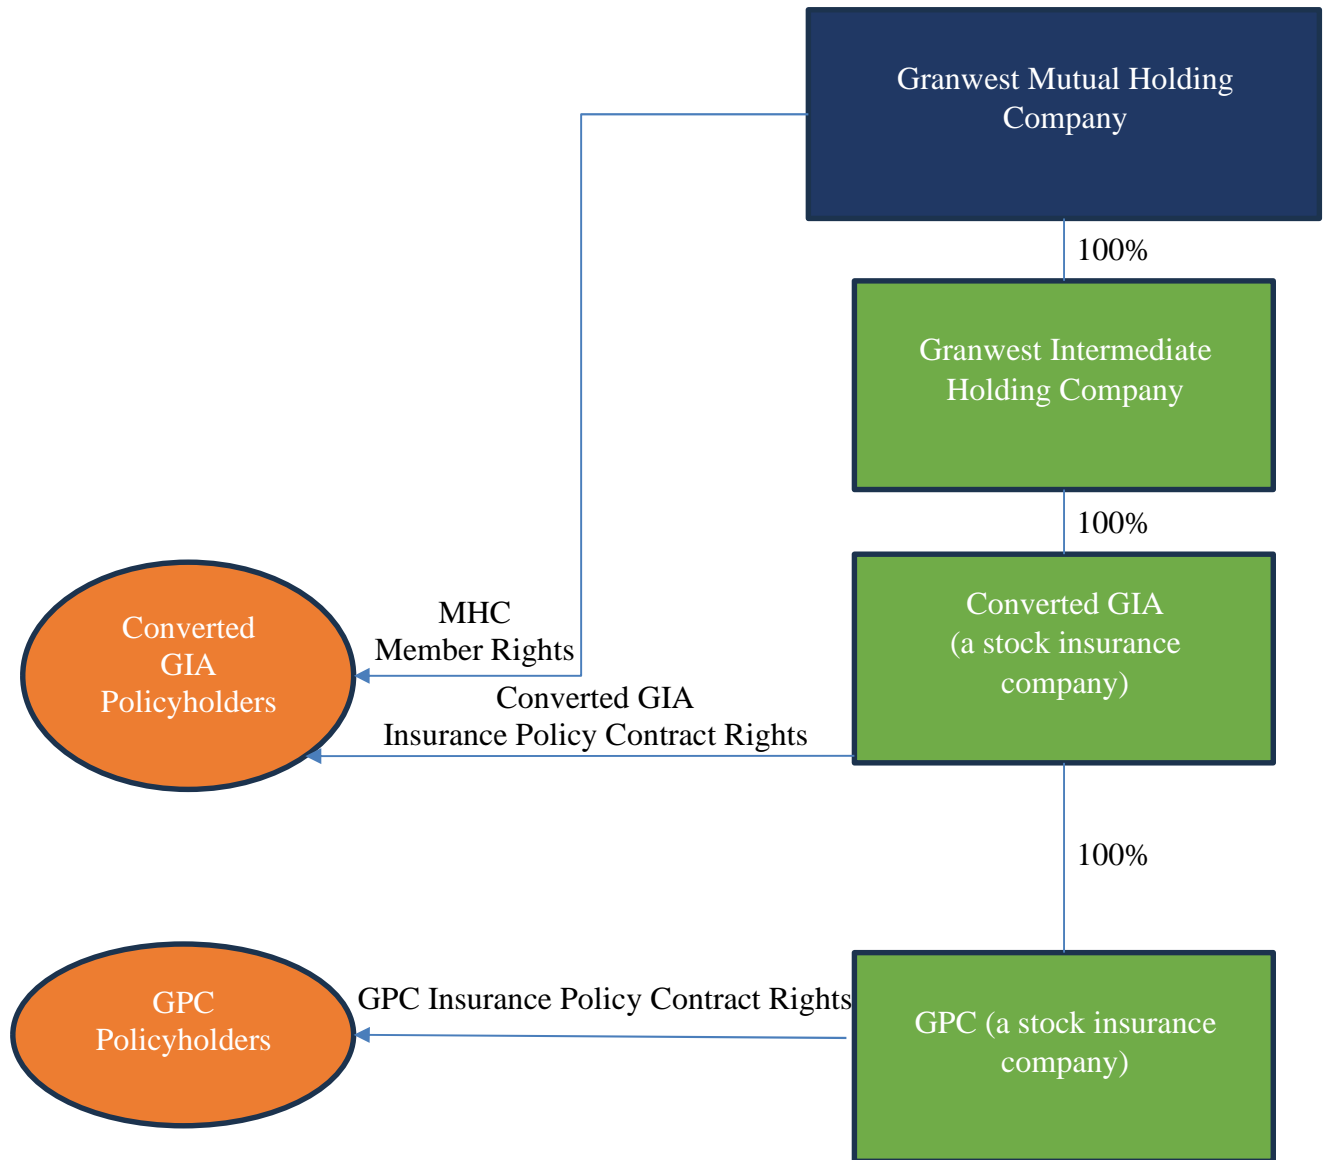 Granwest Mutual Holding
Company
100%
Granwest Intermediate
Holding Company
100%
Converted GIA
(a stock insurance
company)
Converted
GIA
Policyholders
MHC
Member Rights
Converted GIA
Insurance Policy Contract Rights
100%
GPC
Policyholders
GPC Insurance Policy Contract Rights
GPC (a stock insurance
company)